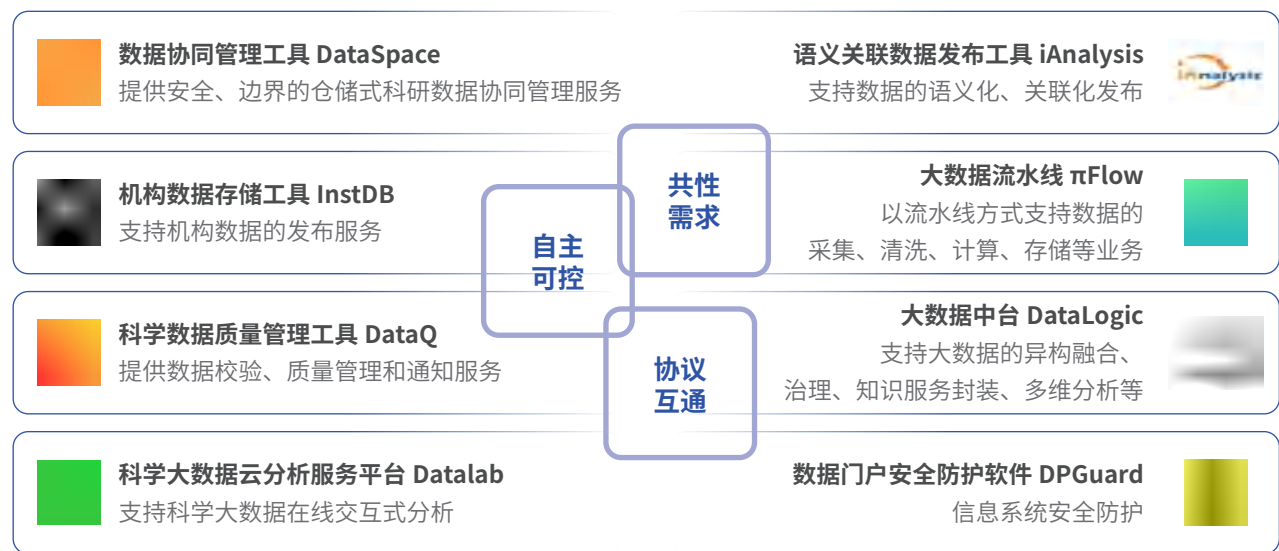 数据协同管理工具 DataSpace
提供安全、边界的仓储式科研数据协同管理服务
语义关联数据发布工具 iAnalysis
支持数据的语义化、关联化发布
机构数据存储工具 InstDB
支持机构数据的发布服务
共性
需求
自主
可控
大数据流水线 πFlow
以流水线方式支持数据的
采集、清洗、计算、存储等业务
科学数据质量管理工具 DataQ
提供数据校验、质量管理和通知服务
协议
互通
大数据中台 DataLogic
支持大数据的异构融合、
治理、知识服务封装、多维分析等
科学大数据云分析服务平台 Datalab
支持科学大数据在线交互式分析
数据门户安全防护软件 DPGuard
信息系统安全防护